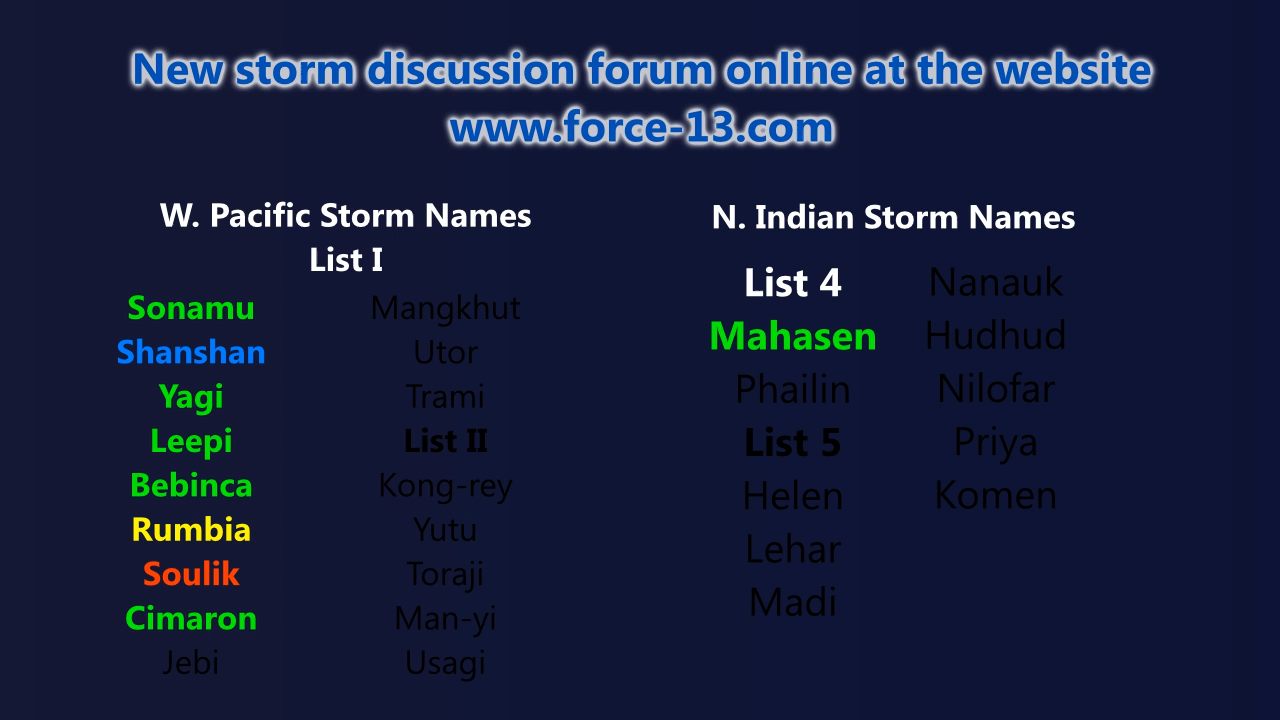 New storm discussion forum online at the website
www.force-13.com
W. Pacific Storm Names
List I
Sonamu
Shanshan
Yagi
Leepi
Bebinca
Rumbia
Soulik
Cimaron
Jebi
Mangkhut
Utor
Trami
List II
Kong-rey
Yutu
Toraji
Man-yi
Usagi
N. Indian Storm Names
List 4
Mahasen
Phailin
List 5
Helen
Lehar
Madi
Nanauk
Hudhud
Nilofar
Priya
Komen